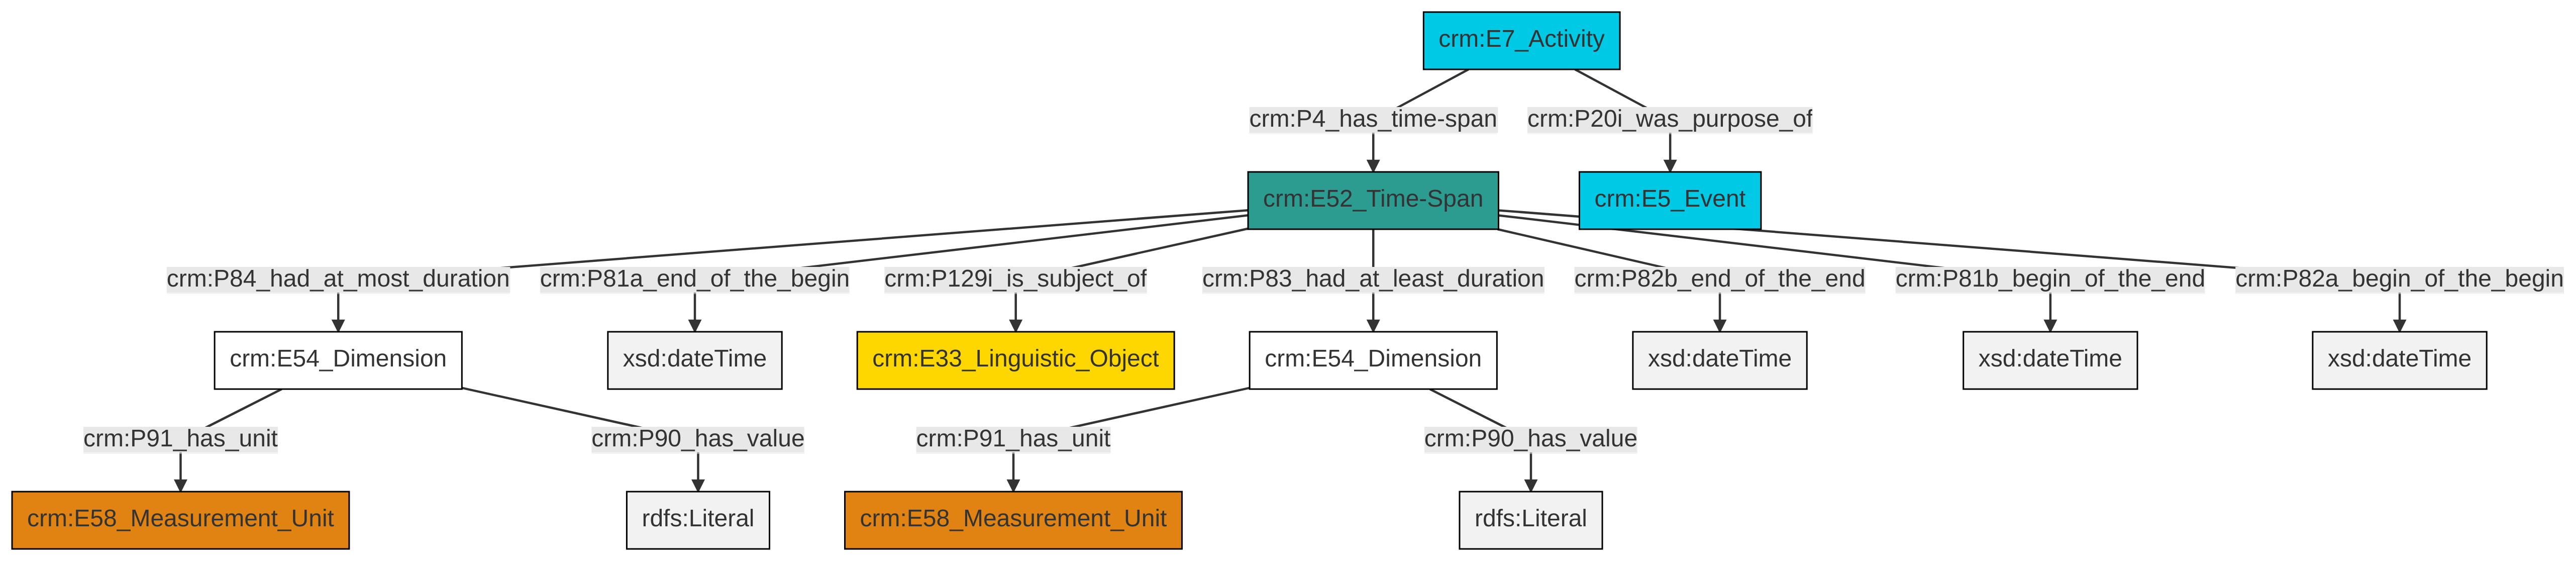 crm:E7_Activity
crm:P4_has_time-span
crm:P20i_was_purpose_of
crm:E52_Time-Span
crm:E5_Event
crm:P84_had_at_most_duration
crm:P81a_end_of_the_begin
crm:P129i_is_subject_of
crm:P83_had_at_least_duration
crm:P82b_end_of_the_end
crm:P81b_begin_of_the_end
crm:P82a_begin_of_the_begin
crm:E54_Dimension
xsd:dateTime
crm:E33_Linguistic_Object
crm:E54_Dimension
xsd:dateTime
xsd:dateTime
xsd:dateTime
crm:P91_has_unit
crm:P90_has_value
crm:P91_has_unit
crm:P90_has_value
crm:E58_Measurement_Unit
rdfs:Literal
crm:E58_Measurement_Unit
rdfs:Literal